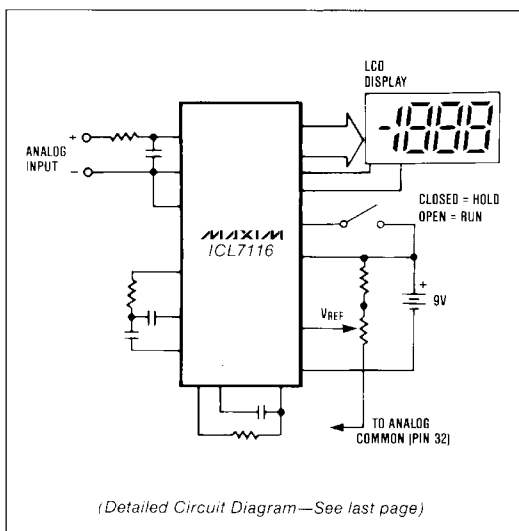 LCD
DISPLAY
-1888
+
ANALOG
INPUT
-
CLOSED = HOLD
OPEN = RUN
MAXIM
ICL7116
+
9V
VREF
TO ANALOG
COMMON (PIN 32)
(Detailed Circuit Diagram—See last page)